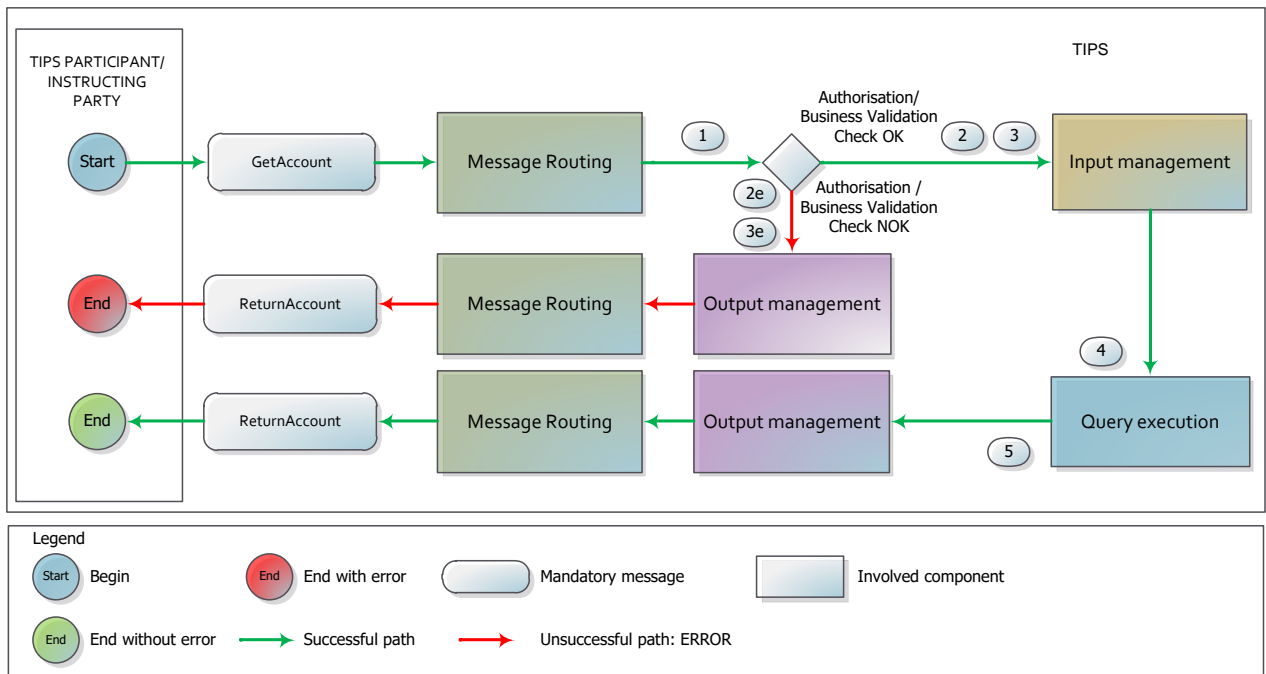 TIPS PARTICIPANT/
INSTRUCTING
PARTY
TIPS
Start
GetAccount
Message Routing
1
Authorisation/
Business Validation
Check OK
2
3
Input management
2e
3e
Authorisation /
Business Validation
Check NOK
End
ReturnAccount
Message Routing
Output management
4
End
ReturnAccount
Message Routing
Output management
5
Query execution
Legend
Start
Begin
End
End with error
Mandatory message
Involved component
End
End without error
Successful path
Unsuccessful path: ERROR